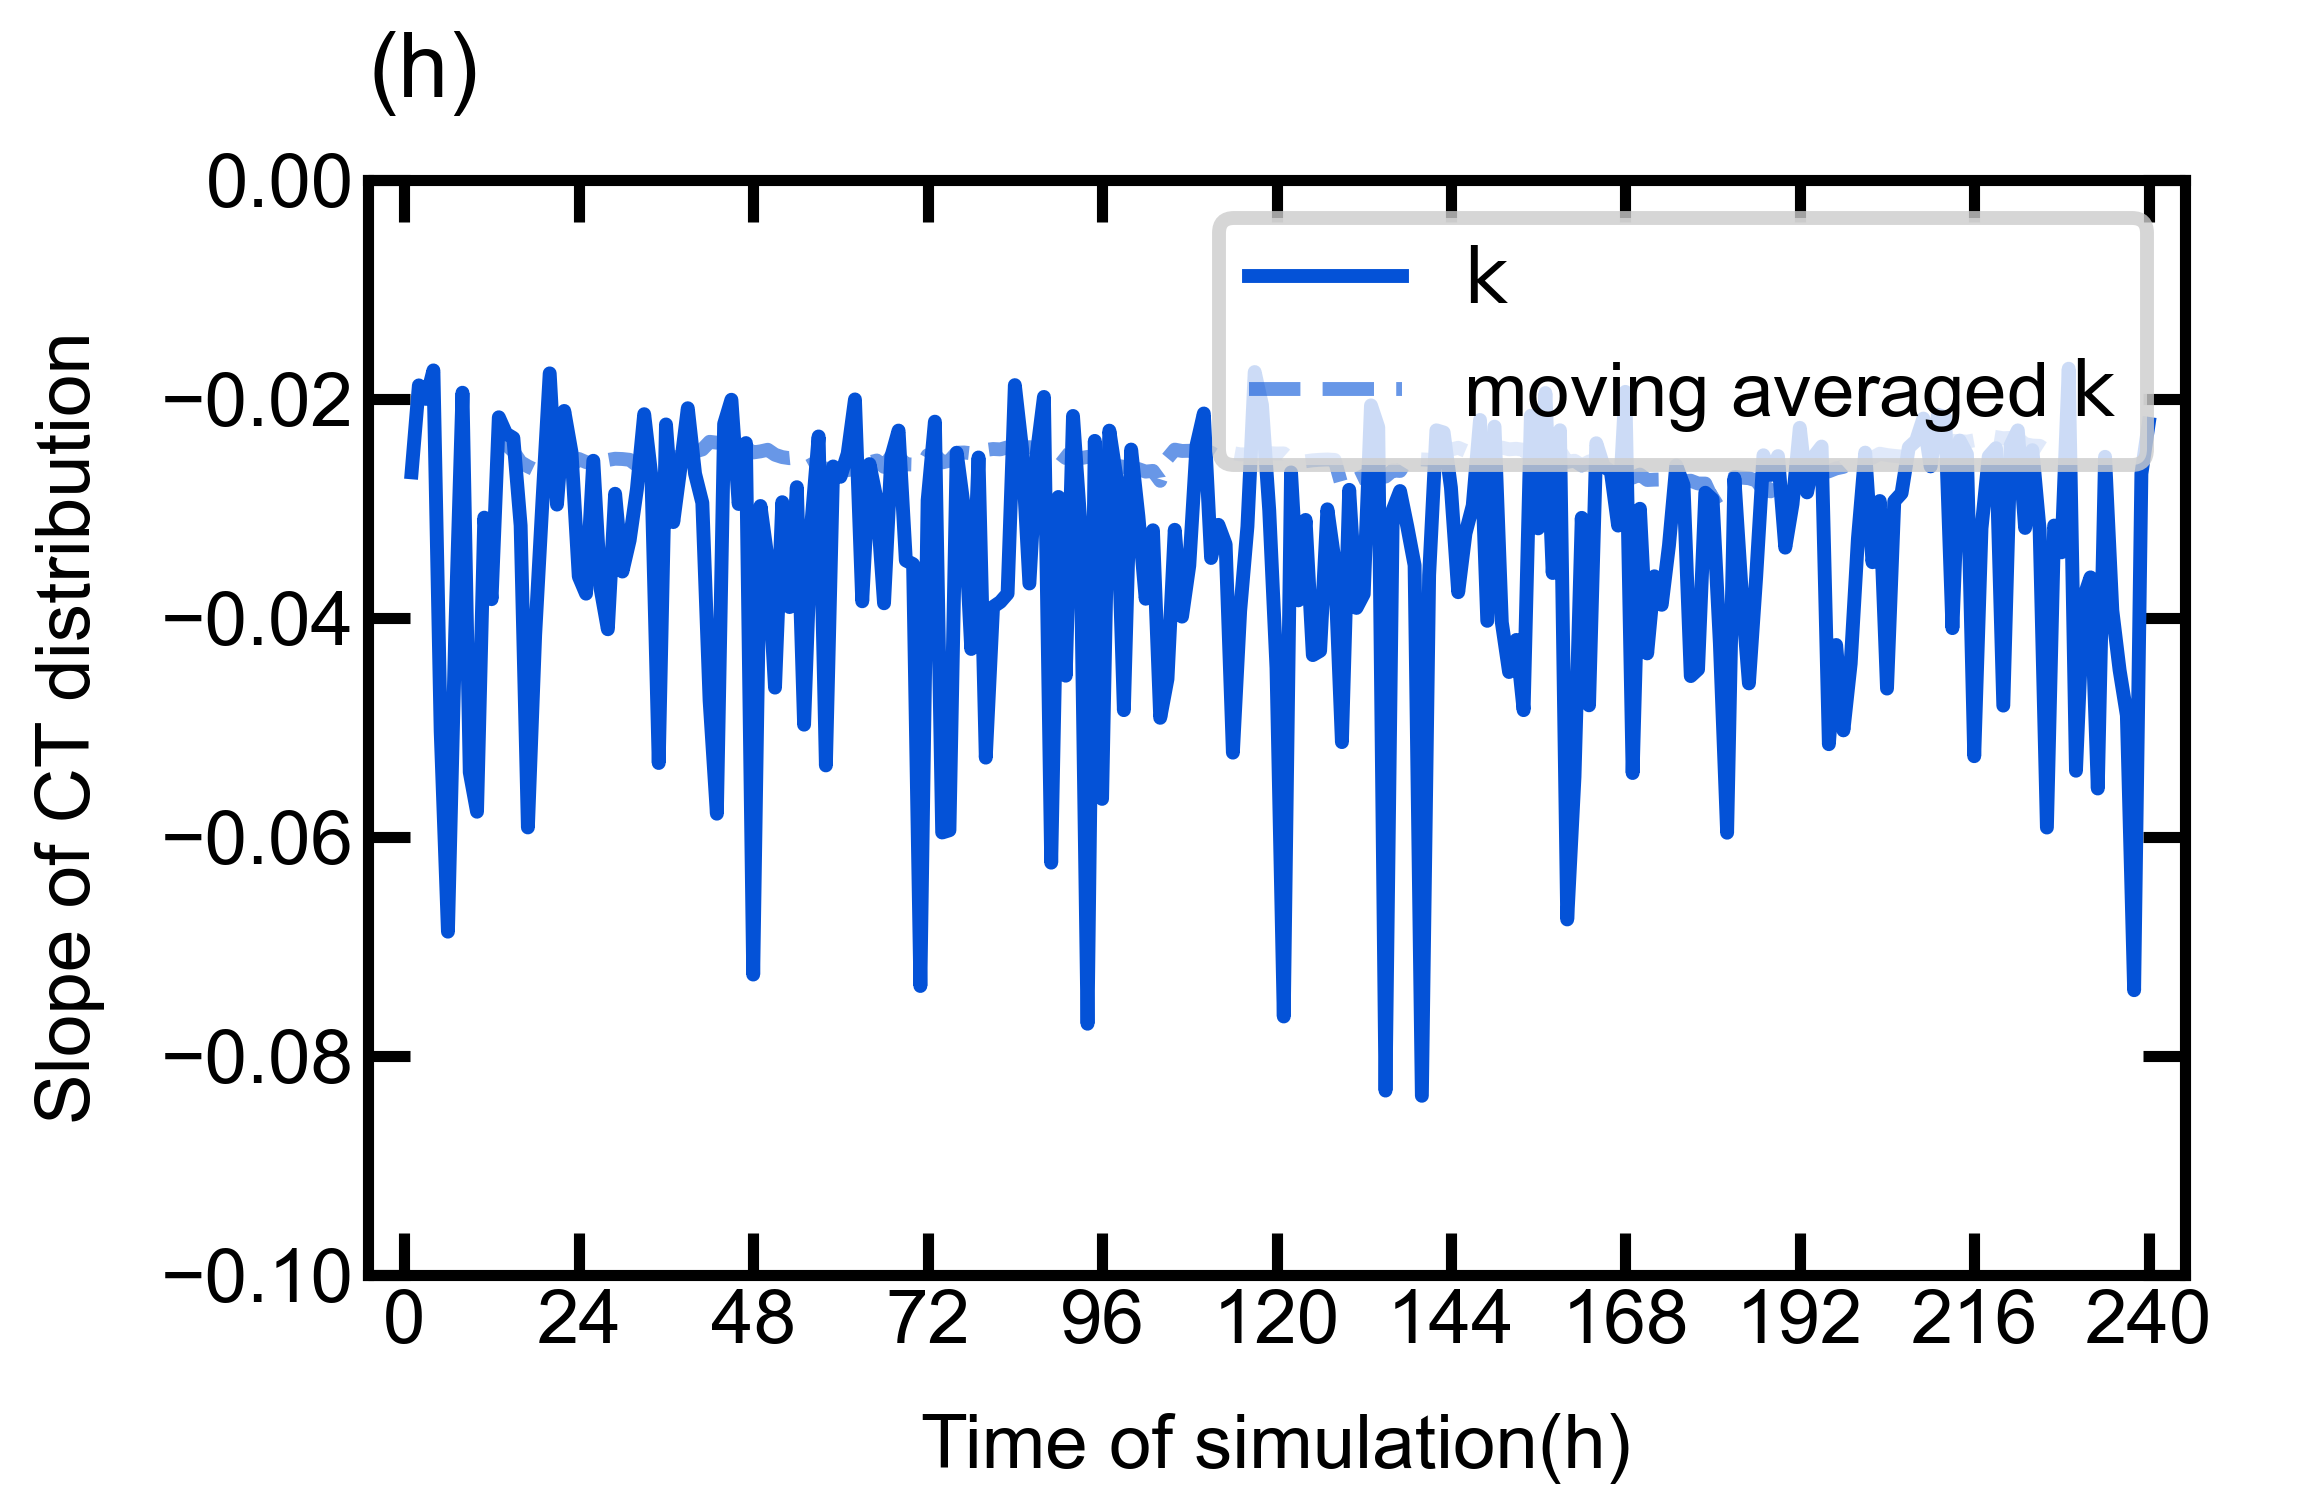 (h)
0.00
−0.02
−0.04
−0.06
−0.08
−0.10
Slope of CT distribution
k
moving averaged k
0 24 48 72 96 120 144 168 192 216 240
Time of simulation(h)